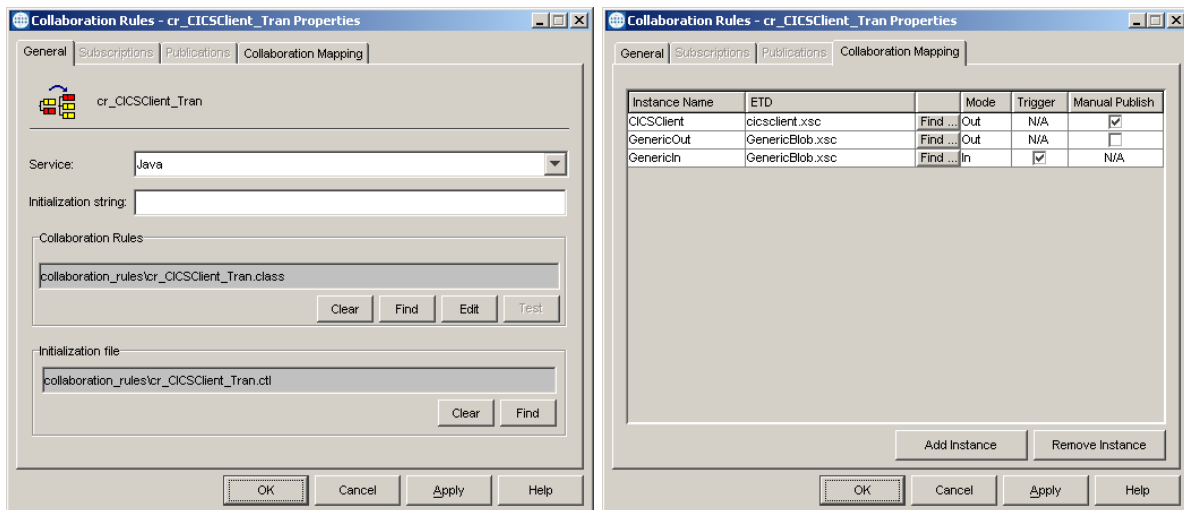 Collaboration Rules - cr_CICSClient_Tran Properties
General Subscriptions Publications Collaboration Mapping
cr_CICSClient_Tran
Service: Java
Initialization string:
Collaboration Rules
collaboration_rules\cr_CICSClient_Tran.class
Clear Find Edit Test
Initialization file
collaboration_rules\cr_CICSClient_Tran.ctl
Clear Find
OK Cancel Apply Help
Collaboration Rules - cr_CICSClient_Tran Properties
General Subscriptions Publications Collaboration Mapping
Instance Name ETD Mode Trigger Manual Publish
CICSClient cicsclient.xsc Find ... Out N/A
GenericOut GenericBlob.xsc Find ... Out N/A
GenericIn GenericBlob.xsc Find ... In N/A
Add Instance Remove Instance
OK Cancel Apply Help